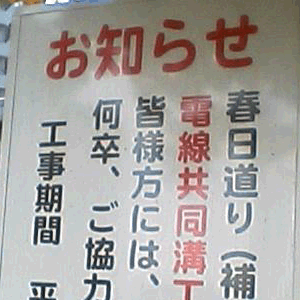 お知らせ
春日道り（補
電線共同溝工
皆様方には、
何卒、ご協力
工事期間　平